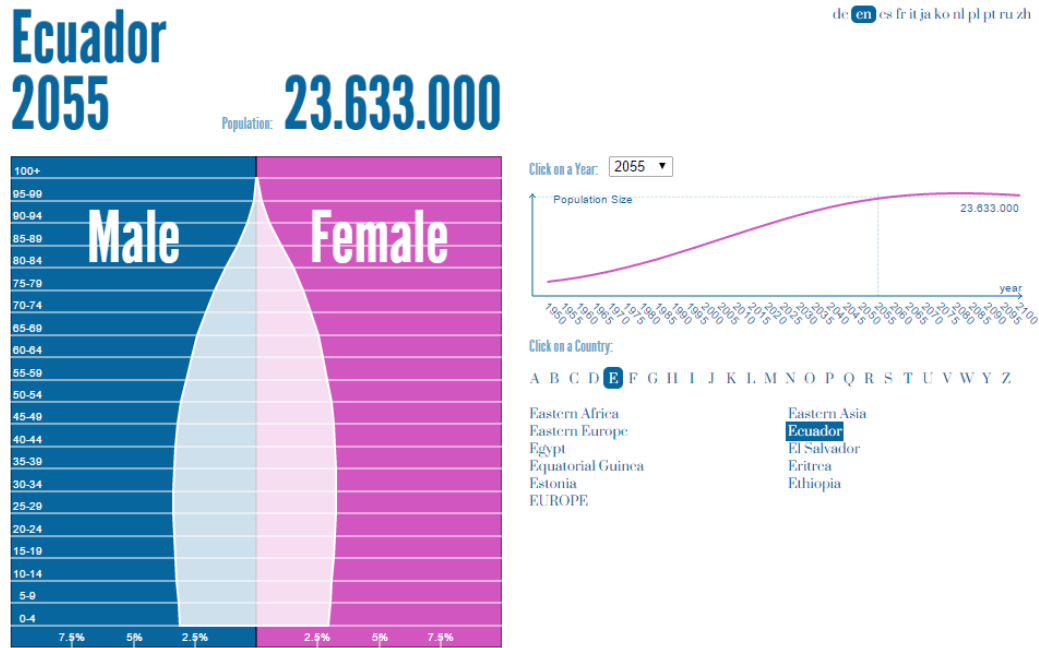 Ecuador
2055
Population: 23.633.000
de en es fr it ja ko nl pl pt ru zh
100+
95-99
90-94
85-89
80-84
75-79
70-74
65-69
60-64
55-59
50-54
45-49
40-44
35-39
30-34
25-29
20-24
15-19
10-14
5-9
0-4
Male
Female
7.5% 5% 2.5% 2.5% 5% 7.5%
Click on a Year: 2055
Population Size
23.633.000
year
1950 1955 1960 1965 1970 1975 1980 1985 1990 1995 2000 2005 2010 2015 2020 2025 2030 2035 2040 2045 2050 2055 2060 2065 2070 2075 2080 2085 2090 2095 2100
Click on a Country:
A B C D E F G H I J K L M N O P Q R S T U V W Y Z
Eastern Africa
Eastern Europe
Egypt
Equatorial Guinea
Estonia
EUROPE
Eastern Asia
Ecuador
El Salvador
Eritrea
Ethiopia